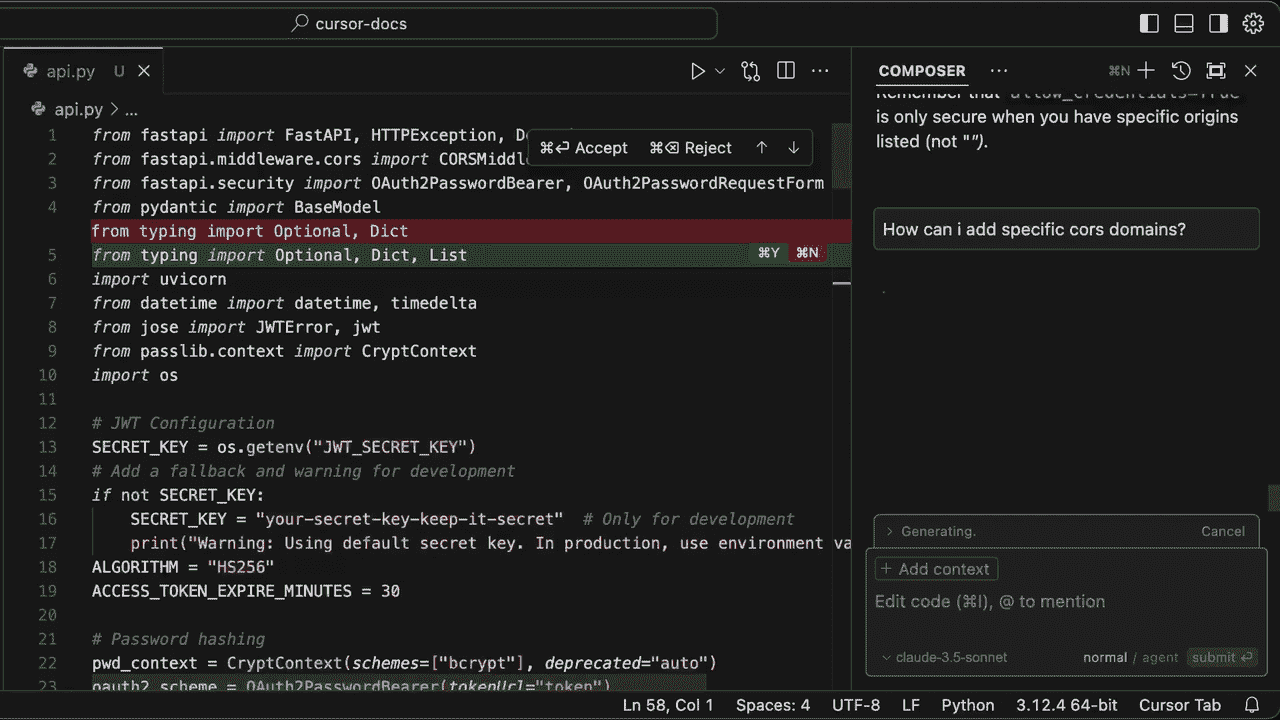 cursor-docs
api.py U
COMPOSER ... ⌘N
api.py > ...
1 from fastapi import FastAPI, HTTPException,
2 from fastapi.middleware.cors import
3 from fastapi.security import OAuth2PasswordBearer, OAuth2PasswordRequestForm
4 from pydantic import BaseModel
from typing import Optional, Dict
5 from typing import Optional, Dict, List
6 import uvicorn
7 from datetime import datetime, timedelta
8 from jose import JWTError, jwt
9 from passlib.context import CryptContext
10 import os
11
12 # JWT Configuration
13 SECRET_KEY = os.getenv("JWT_SECRET_KEY")
14 # Add a fallback and warning for development
15 if not SECRET_KEY:
16 SECRET_KEY = "your-secret-key-keep-it-secret" # Only for development
17 print("Warning: Using default secret key. In production, use environment va
18 ALGORITHM = "HS256"
19 ACCESS_TOKEN_EXPIRE_MINUTES = 30
20
21 # Password hashing
22 pwd_context = CryptContext(schemes=["bcrypt"], deprecated="auto")
23 oauth2_scheme = OAuth2PasswordBearer(tokenUrl="token")
⌘⏎ Accept ⌘⌫ Reject ↑ ↓
⌘Y ⌘N
Remember that allow_credentials=True
is only secure when you have specific origins
listed (not "*").
How can i add specific cors domains?
> Generating. Cancel
+ Add context
Edit code (⌘I), @ to mention
claude-3.5-sonnet normal / agent submit ⏎
Ln 58, Col 1 Spaces: 4 UTF-8 LF Python 3.12.4 64-bit Cursor Tab